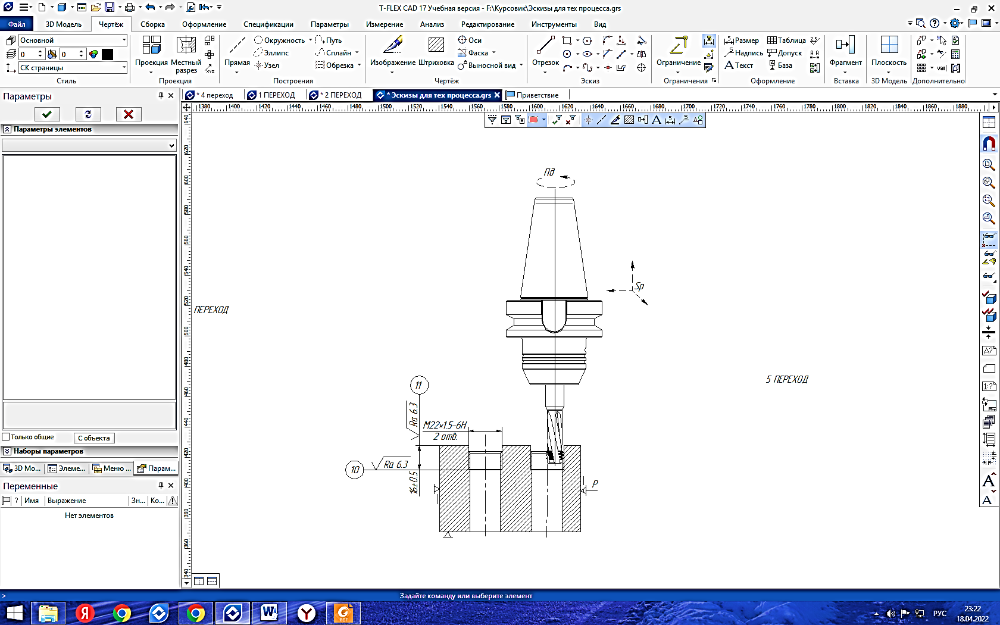 T-FLEX CAD 17 Учебная версия - F:\Курсовик\Эскизы для тех процесса.grs
Файл 3D Модель Чертёж Сборка Оформление Спецификации Параметры Измерение Анализ Редактирование Инструменты Вид
Основной
0 0
СК страницы
Стиль
Проекция Местный разрез
Проекция
Прямая Окружность Эллипс Узел Путь Сплайн Обрезка
Построения
Изображение Штриховка Оси Фаска Выносной вид
Чертёж
Отрезок
Эскиз
Ограничение
Ограничения
Размер Надпись Текст Таблица Допуск База
Оформление
Фрагмент
Вставка
Плоскость
3D Модель
var
Дополнительно
Параметры
* 4 переход 1 ПЕРЕХОД * 2 ПЕРЕХОД * Эскизы для тех процесса.grs Приветствие
1380 1400 1420 1440 1460 1480 1500 1520 1540 1560 1580 1600 1620 1640 1660 1680 1700 1720 1740 1760 1780 1800 1820 1840 1860 1880
640 620 600 580 560 540 520 500 480 460 440 420 400 380 360 340
Параметры элементов
Только общие С объекта
Наборы параметров
3D Мо... Элеме... Меню ... Парам...
Переменные
? Имя Выражение Зн... Ко...
Нет элементов
Пд
Sр
ПЕРЕХОД
5 ПЕРЕХОД
11
Ra 6.3
M22×1.5-6H
2 отв.
10
Ra 6.3
16±0.5
P
>
Задайте команду или выберите элемент
РУС
23:22
18.04.2022